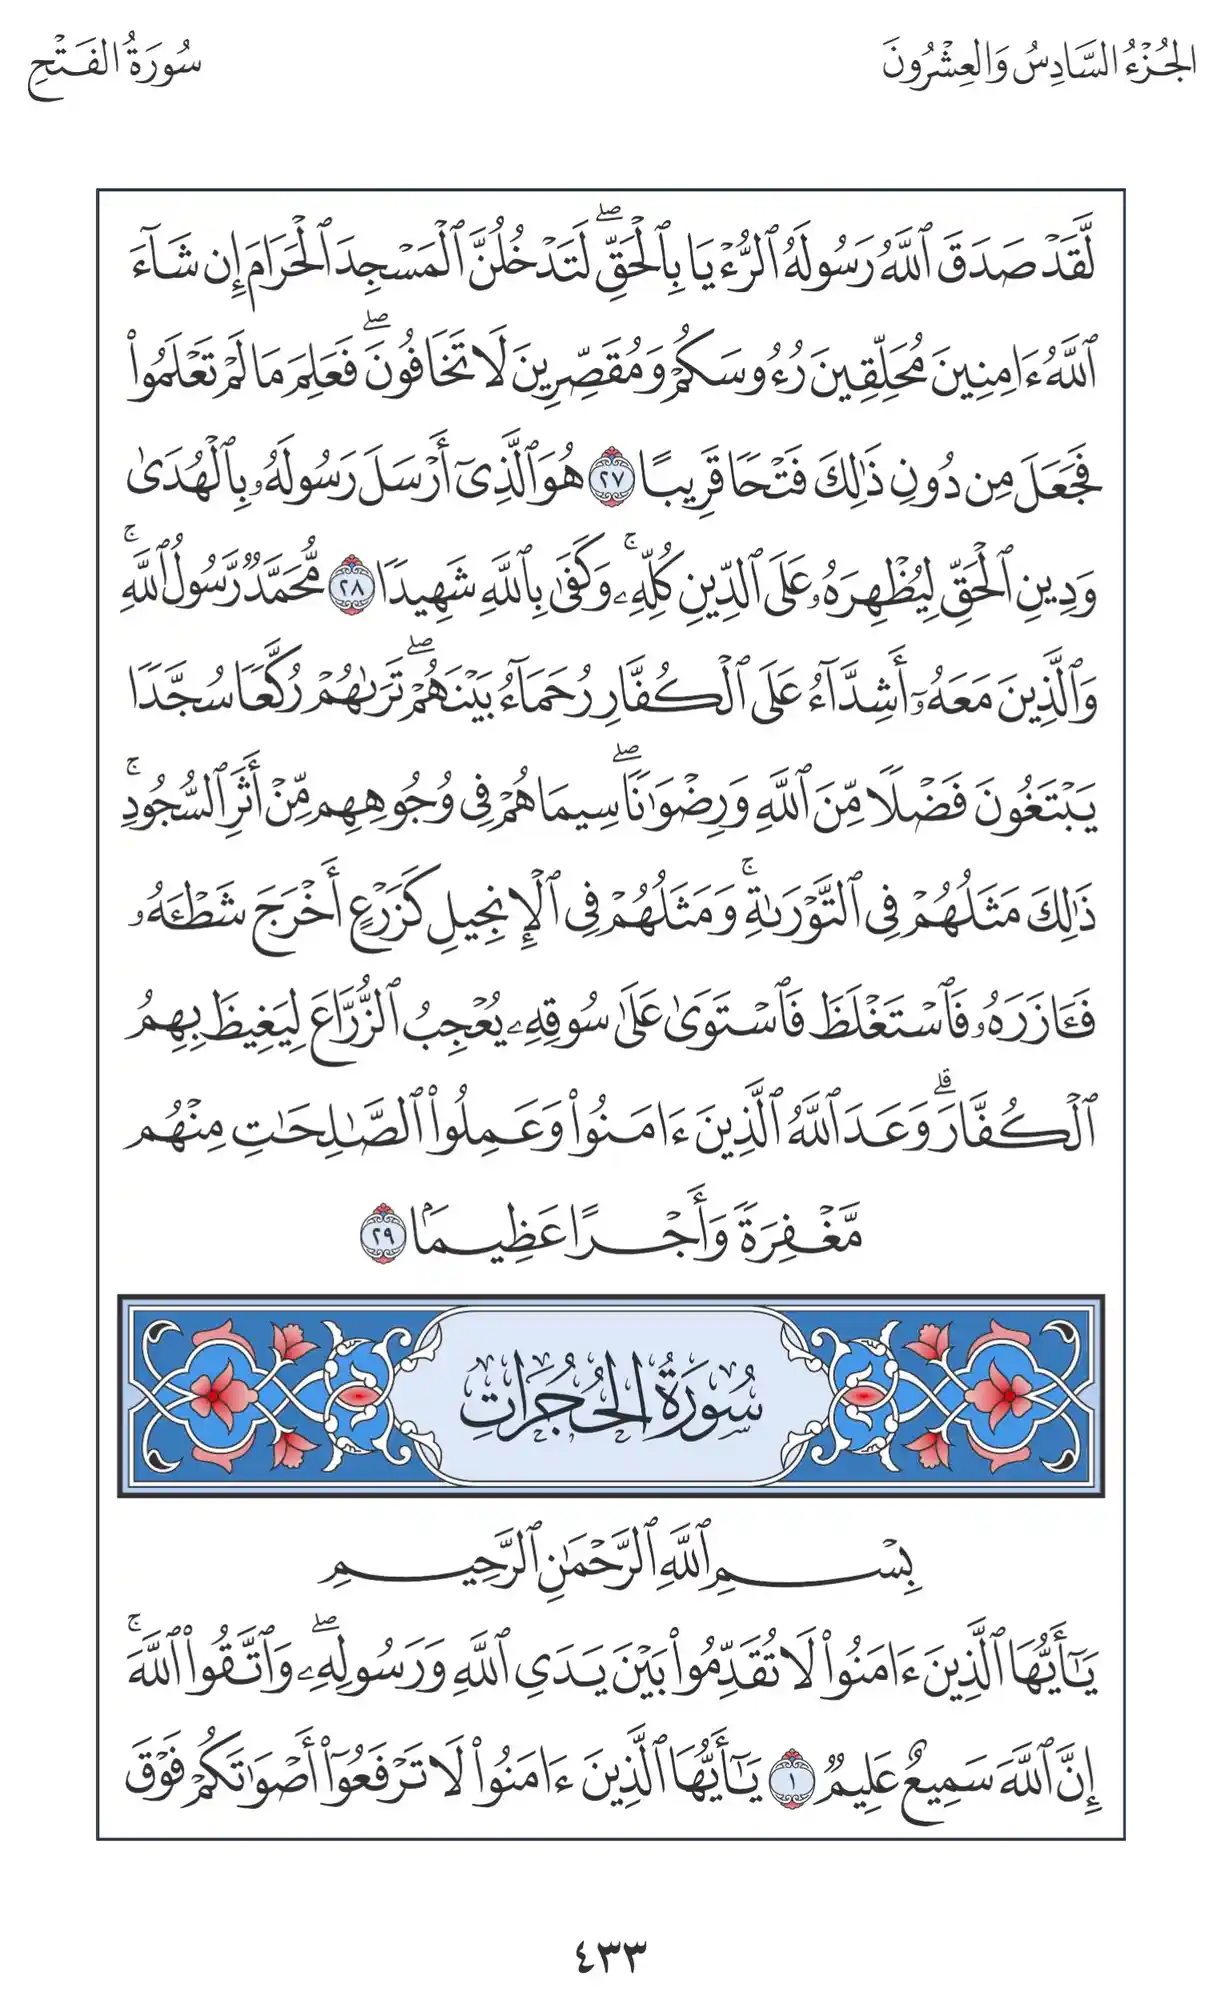 الجُزْءُ السَّادِسُ وَالعِشْرُونَ
سُورَةُ الفَتْحِ
لَّقَدْ صَدَقَ ٱللَّهُ رَسُولَهُ ٱلرُّءْيَا بِٱلْحَقِّۖ لَتَدْخُلُنَّ ٱلْمَسْجِدَ ٱلْحَرَامَ إِن شَآءَ
ٱللَّهُ ءَامِنِينَ مُحَلِّقِينَ رُءُوسَكُمْ وَمُقَصِّرِينَ لَا تَخَافُونَۖ فَعَلِمَ مَا لَمْ تَعْلَمُوا۟
فَجَعَلَ مِن دُونِ ذَٰلِكَ فَتْحًا قَرِيبًا ٢٧ هُوَ ٱلَّذِىٓ أَرْسَلَ رَسُولَهُۥ بِٱلْهُدَىٰ
وَدِينِ ٱلْحَقِّ لِيُظْهِرَهُۥ عَلَى ٱلدِّينِ كُلِّهِۦۚ وَكَفَىٰ بِٱللَّهِ شَهِيدًا ٢٨ مُّحَمَّدٌ رَّسُولُ ٱللَّهِۚ
وَٱلَّذِينَ مَعَهُۥٓ أَشِدَّآءُ عَلَى ٱلْكُفَّارِ رُحَمَآءُ بَيْنَهُمْۖ تَرَىٰهُمْ رُكَّعًا سُجَّدًا
يَبْتَغُونَ فَضْلًا مِّنَ ٱللَّهِ وَرِضْوَٰنًاۖ سِيمَاهُمْ فِى وُجُوهِهِم مِّنْ أَثَرِ ٱلسُّجُودِۚ
ذَٰلِكَ مَثَلُهُمْ فِى ٱلتَّوْرَىٰةِۚ وَمَثَلُهُمْ فِى ٱلْإِنجِيلِ كَزَرْعٍ أَخْرَجَ شَطْـَٔهُۥ
فَـَٔازَرَهُۥ فَٱسْتَغْلَظَ فَٱسْتَوَىٰ عَلَىٰ سُوقِهِۦ يُعْجِبُ ٱلزُّرَّاعَ لِيَغِيظَ بِهِمُ
ٱلْكُفَّارَۗ وَعَدَ ٱللَّهُ ٱلَّذِينَ ءَامَنُوا۟ وَعَمِلُوا۟ ٱلصَّٰلِحَٰتِ مِنْهُم
مَّغْفِرَةً وَأَجْرًا عَظِيمًۢا ٢٩
سُورَةُ الحُجُرَاتِ
بِسْمِ ٱللَّهِ ٱلرَّحْمَٰنِ ٱلرَّحِيمِ
يَٰٓأَيُّهَا ٱلَّذِينَ ءَامَنُوا۟ لَا تُقَدِّمُوا۟ بَيْنَ يَدَىِ ٱللَّهِ وَرَسُولِهِۦۖ وَٱتَّقُوا۟ ٱللَّهَۚ
إِنَّ ٱللَّهَ سَمِيعٌ عَلِيمٌ ١ يَٰٓأَيُّهَا ٱلَّذِينَ ءَامَنُوا۟ لَا تَرْفَعُوٓا۟ أَصْوَٰتَكُمْ فَوْقَ
٤٣٣